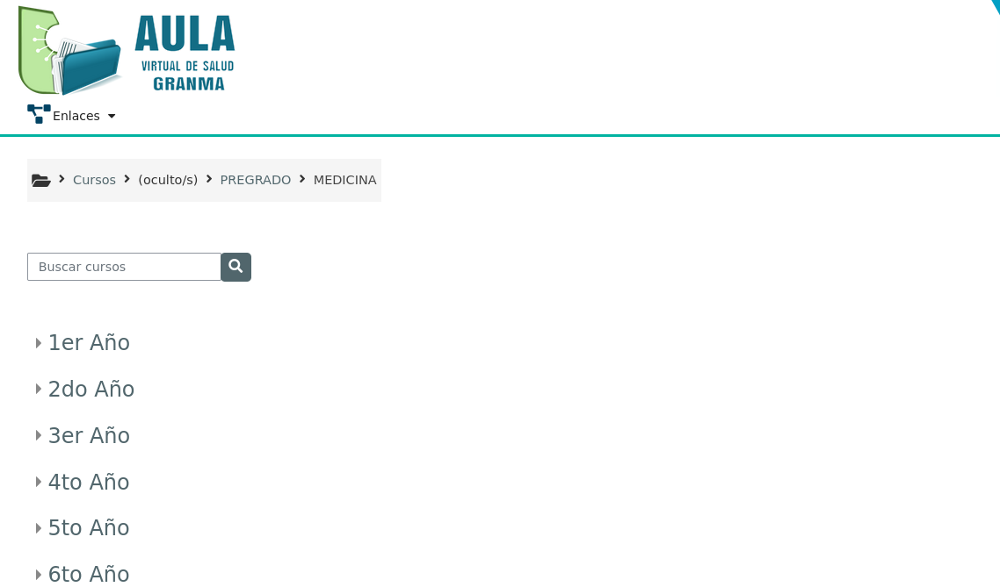 AULA
VIRTUAL DE SALUD
GRANMA
Enlaces
Cursos (oculto/s) PREGRADO MEDICINA
Buscar cursos
1er Año
2do Año
3er Año
4to Año
5to Año
6to Año